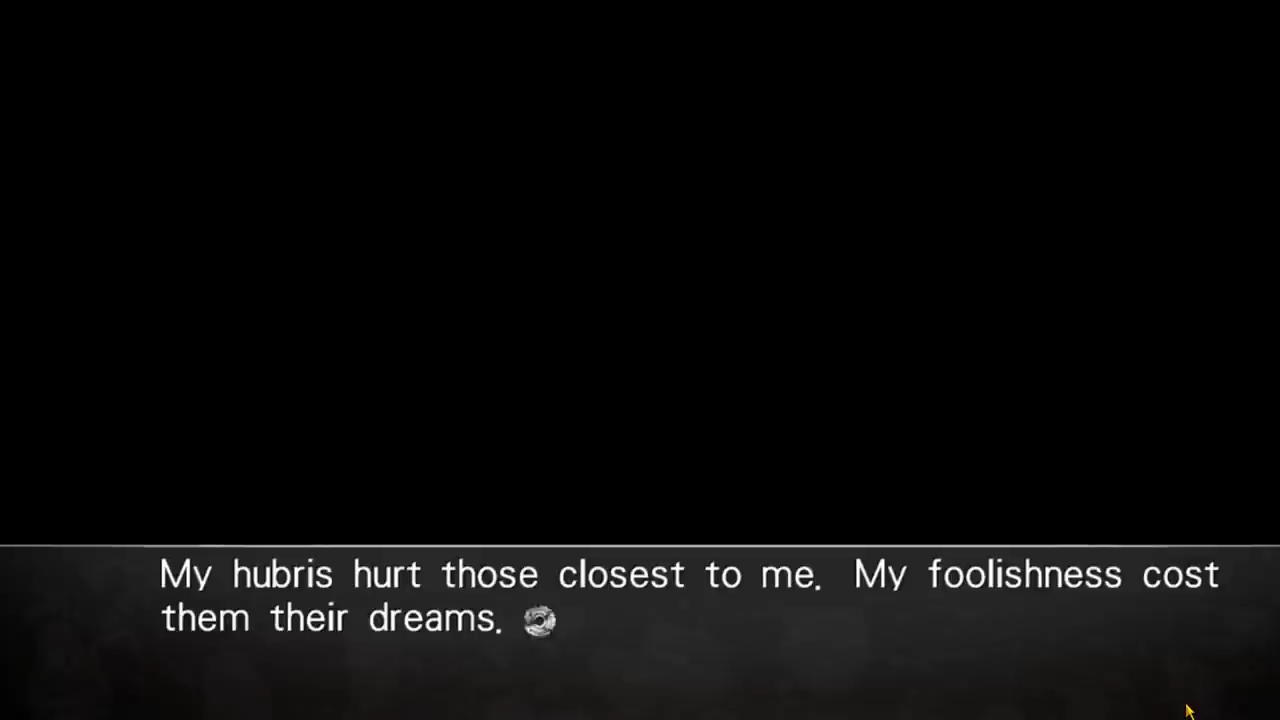 My hubris hurt those closest to me. My foolishness cost
them their dreams.